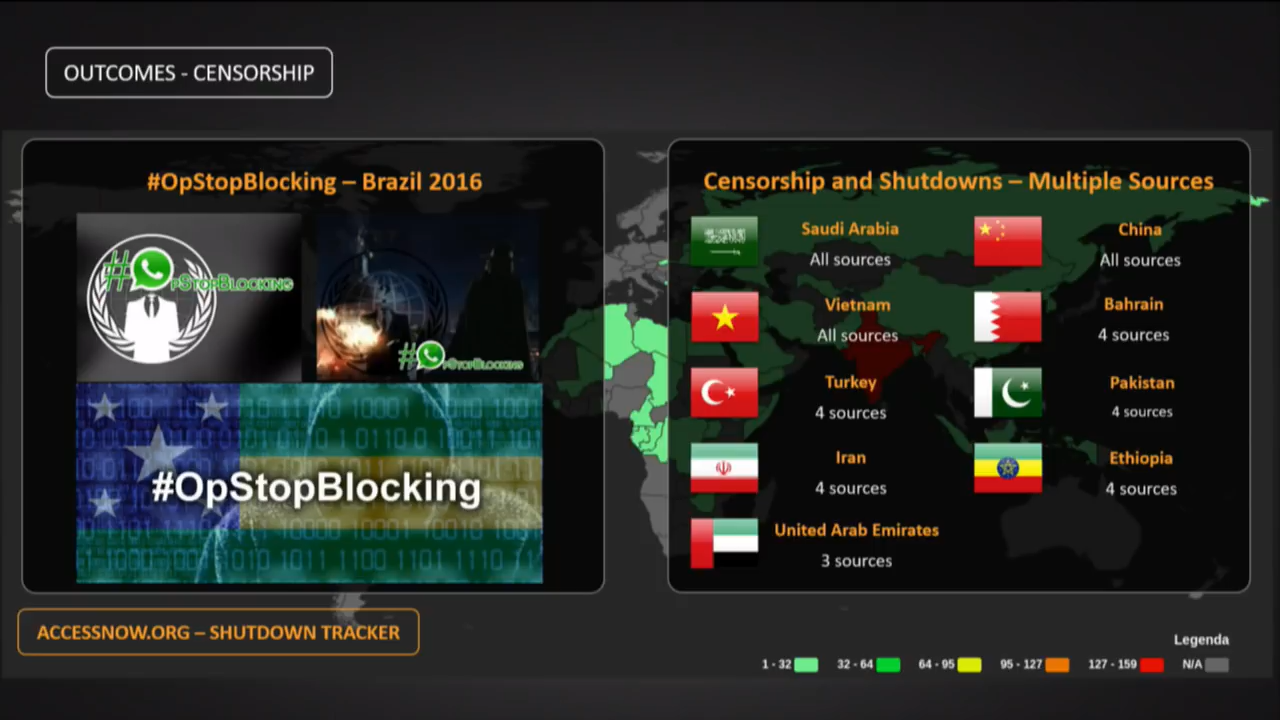 OUTCOMES - CENSORSHIP
#OpStopBlocking – Brazil 2016
#OpStopBlocking
#OpStopBlocking
#OpStopBlocking
ACCESSNOW.ORG – SHUTDOWN TRACKER
Censorship and Shutdowns – Multiple Sources
Saudi Arabia
All sources
China
All sources
Vietnam
All sources
Bahrain
4 sources
Turkey
4 sources
Pakistan
4 sources
Iran
4 sources
Ethiopia
4 sources
United Arab Emirates
3 sources
Legenda
1 - 32 32 - 64 64 - 95 95 - 127 127 - 159 N/A